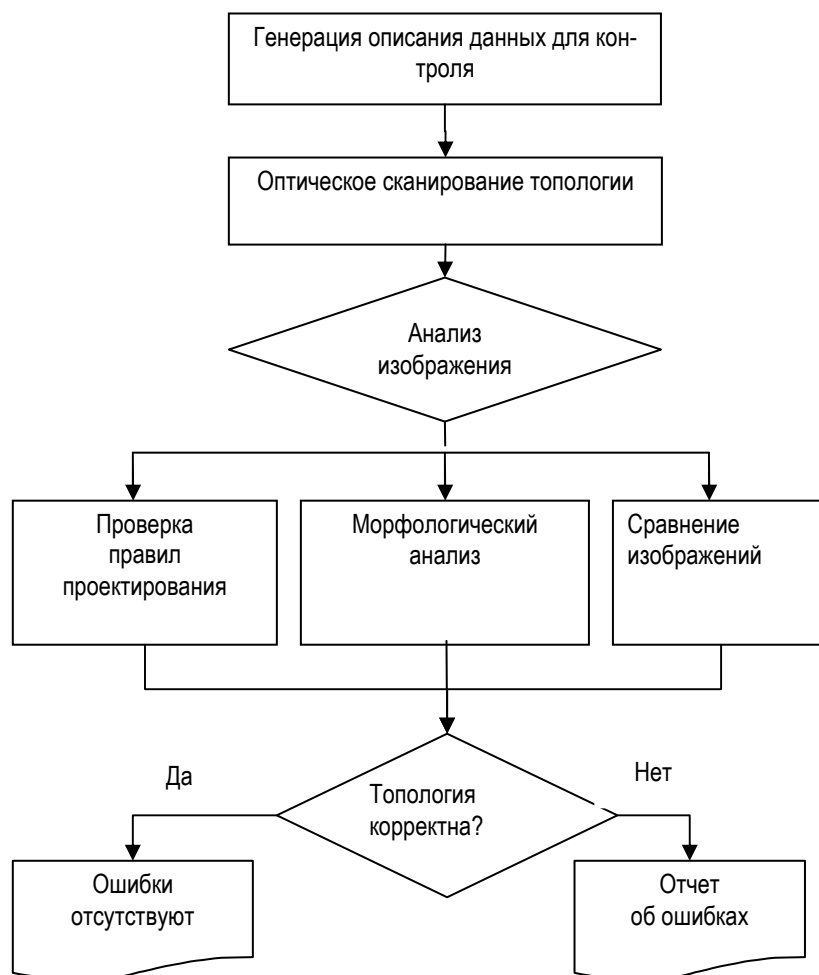 Генерация описания данных для кон-
троля
Оптическое сканирование топологии
Анализ
изображения
Проверка
правил
проектирования
Морфологический
анализ
Сравнение
изображений
Да
Нет
Топология
корректна?
Ошибки
отсутствуют
Отчет
об ошибках